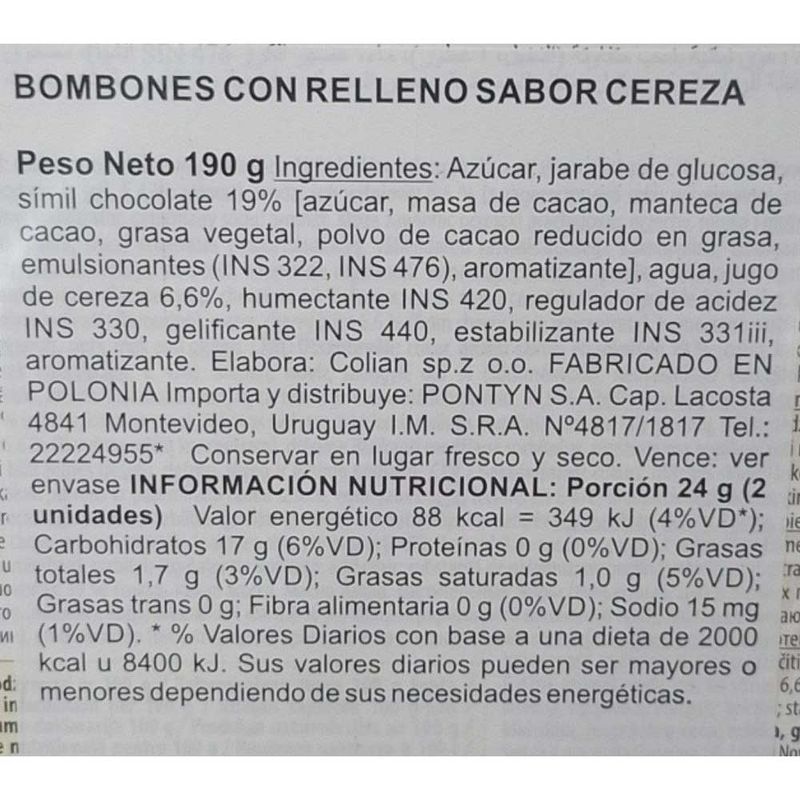 BOMBONES CON RELLENO SABOR CEREZA
Peso Neto 190 g Ingredientes: Azúcar, jarabe de glucosa,
símil chocolate 19% [azúcar, masa de cacao, manteca de
cacao, grasa vegetal, polvo de cacao reducido en grasa,
emulsionantes (INS 322, INS 476), aromatizante], agua, jugo
de cereza 6,6%, humectante INS 420, regulador de acidez
INS 330, gelificante INS 440, estabilizante INS 331iii,
aromatizante. Elabora: Colian sp.z o.o. FABRICADO EN
POLONIA Importa y distribuye: PONTYN S.A. Cap. Lacosta
4841 Montevideo, Uruguay I.M. S.R.A. Nº4817/1817 Tel.:
22224955* Conservar en lugar fresco y seco. Vence: ver
envase INFORMACIÓN NUTRICIONAL: Porción 24 g (2
unidades) Valor energético 88 kcal = 349 kJ (4%VD*);
Carbohidratos 17 g (6%VD); Proteínas 0 g (0%VD); Grasas
totales 1,7 g (3%VD); Grasas saturadas 1,0 g (5%VD);
Grasas trans 0 g; Fibra alimentaria 0 g (0%VD); Sodio 15 mg
(1%VD). * % Valores Diarios con base a una dieta de 2000
kcal u 8400 kJ. Sus valores diarios pueden ser mayores o
menores dependiendo de sus necesidades energéticas.